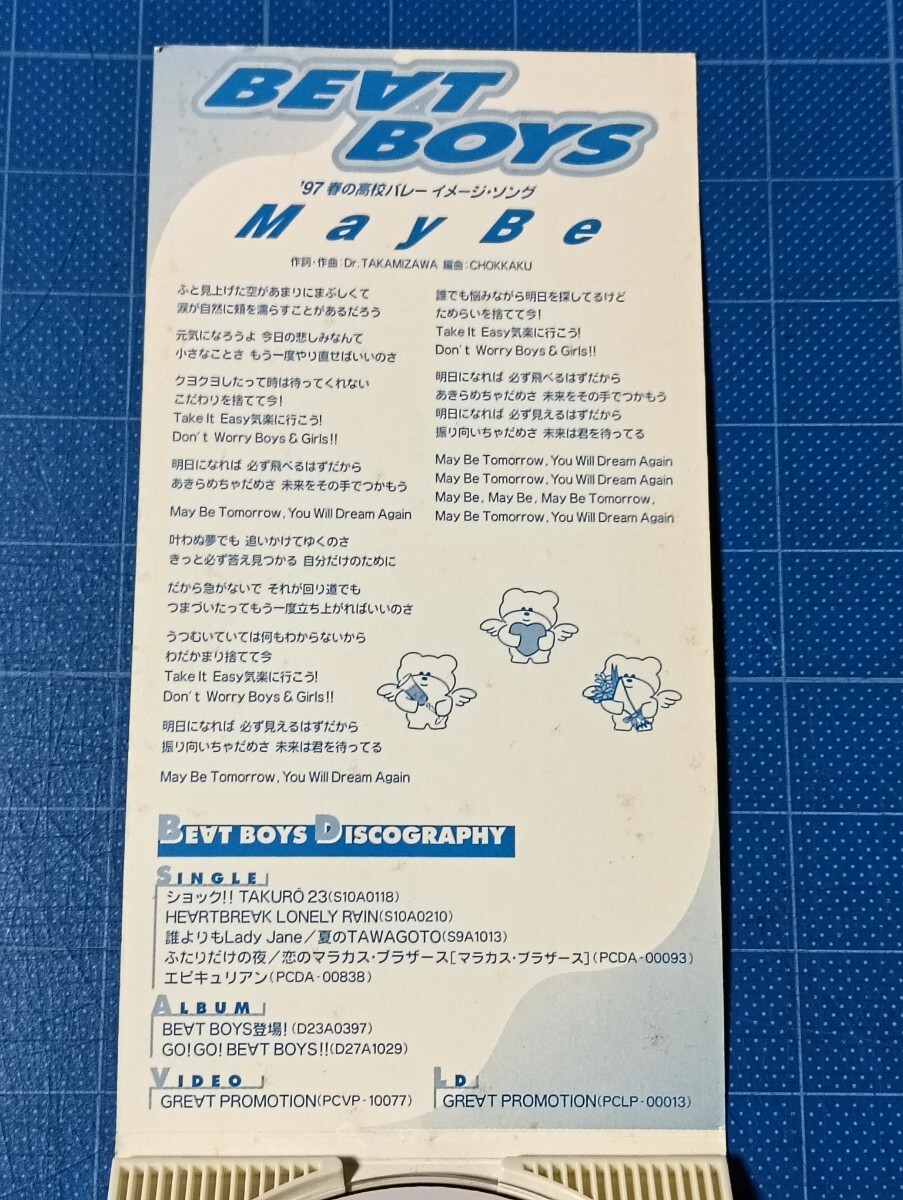 BE∀T
BOYS
'97 春の高校バレー イメージ・ソング
May Be
作詞・作曲：Dr. TAKAMIZAWA 編曲：CHOKKAKU
ふと見上げた空があまりにまぶしくて
涙が自然に頬を濡らすことがあるだろう
元気になろうよ 今日の悲しみなんて
小さなことさ もう一度やり直せばいいのさ
クヨクヨしたって時は待ってくれない
こだわりを捨てて今!
Take It Easy気楽に行こう!
Don't Worry Boys & Girls!!
明日になれば 必ず飛べるはずだから
あきらめちゃだめさ 未来をその手でつかもう
May Be Tomorrow, You Will Dream Again
叶わぬ夢でも 追いかけてゆくのさ
きっと必ず答え見つかる 自分だけのために
だから急がないで それが回り道でも
つまづいたってもう一度立ち上がればいいのさ
うつむいていては何もわからないから
わだかまり捨てて今
Take It Easy気楽に行こう!
Don't Worry Boys & Girls!!
明日になれば 必ず見えるはずだから
振り向いちゃだめさ 未来は君を待ってる
May Be Tomorrow, You Will Dream Again
誰でも悩みながら明日を探してるけど
ためらいを捨てて今!
Take It Easy気楽に行こう!
Don't Worry Boys & Girls!!
明日になれば 必ず飛べるはずだから
あきらめちゃだめさ 未来をその手でつかもう
明日になれば 必ず見えるはずだから
振り向いちゃだめさ 未来は君を待ってる
May Be Tomorrow, You Will Dream Again
May Be Tomorrow, You Will Dream Again
May Be, May Be, May Be Tomorrow,
May Be Tomorrow, You Will Dream Again
BE∀T BOYS DISCOGRAPHY
SINGLE
ショック!! TAKURŌ 23(S10A0118)
HE∀RTBRE∀K LONELY R∀IN(S10A0210)
誰よりもLady Jane／夏のTAWAGOTO(S9A1013)
ふたりだけの夜／恋のマラカス・ブラザース[マラカス・ブラザース](PCDA-00093)
エピキュリアン(PCDA-00838)
ALBUM
BE∀T BOYS登場!(D23A0397)
GO!GO! BE∀T BOYS!!(D27A1029)
VIDEO
GRE∀T PROMOTION(PCVP-10077)
LD
GRE∀T PROMOTION(PCLP-00013)